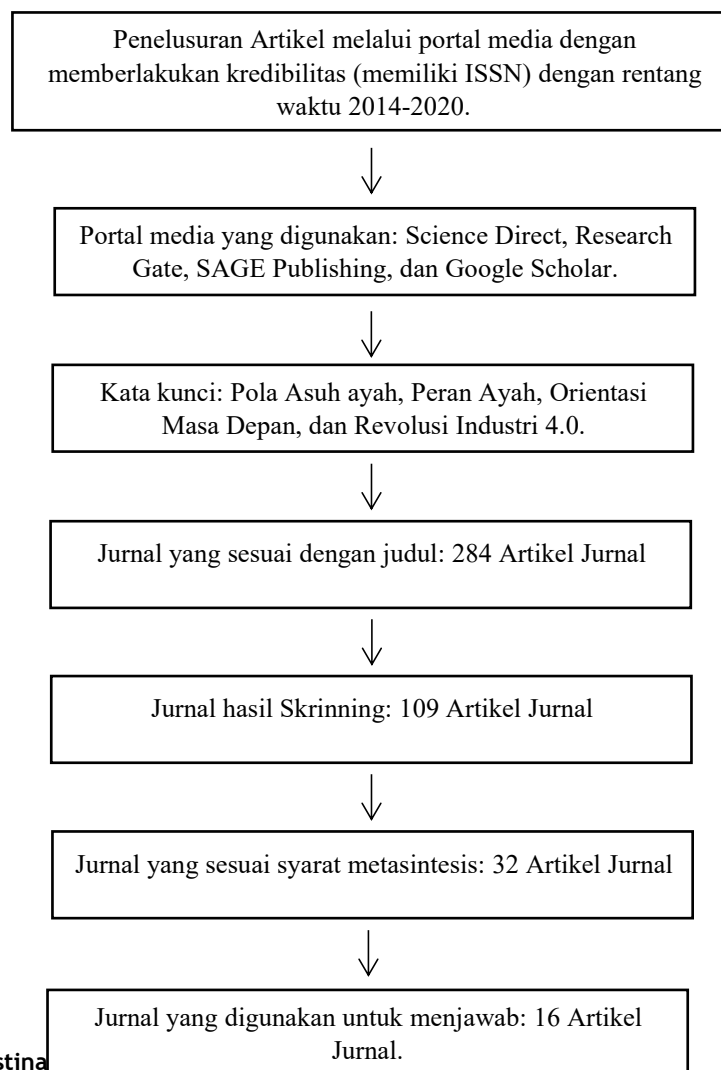 Penelusuran Artikel melalui portal media dengan
memberlakukan kredibilitas (memiliki ISSN) dengan rentang
waktu 2014-2020.
Portal media yang digunakan: Science Direct, Research
Gate, SAGE Publishing, dan Google Scholar.
Kata kunci: Pola Asuh ayah, Peran Ayah, Orientasi
Masa Depan, dan Revolusi Industri 4.0.
Jurnal yang sesuai dengan judul: 284 Artikel Jurnal
Jurnal hasil Skrinning: 109 Artikel Jurnal
Jurnal yang sesuai syarat metasintesis: 32 Artikel Jurnal
Jurnal yang digunakan untuk menjawab: 16 Artikel
Jurnal.
stina